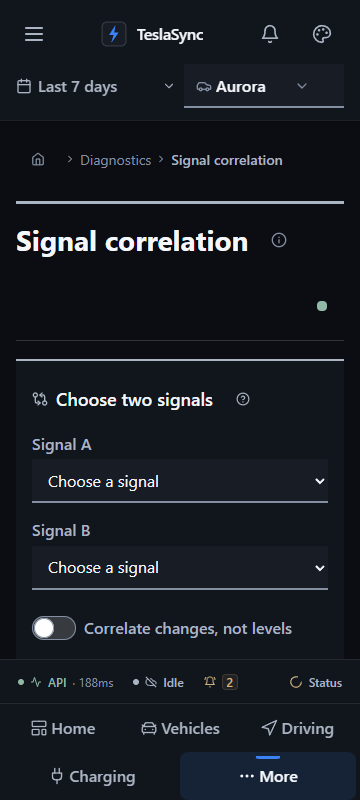 TeslaSync
Last 7 days Aurora
Diagnostics Signal correlation
Signal correlation
Choose two signals
Signal A
Choose a signal
Signal B
Choose a signal
Correlate changes, not levels
API · 188ms Idle 2 Status
Home Vehicles Driving
Charging More